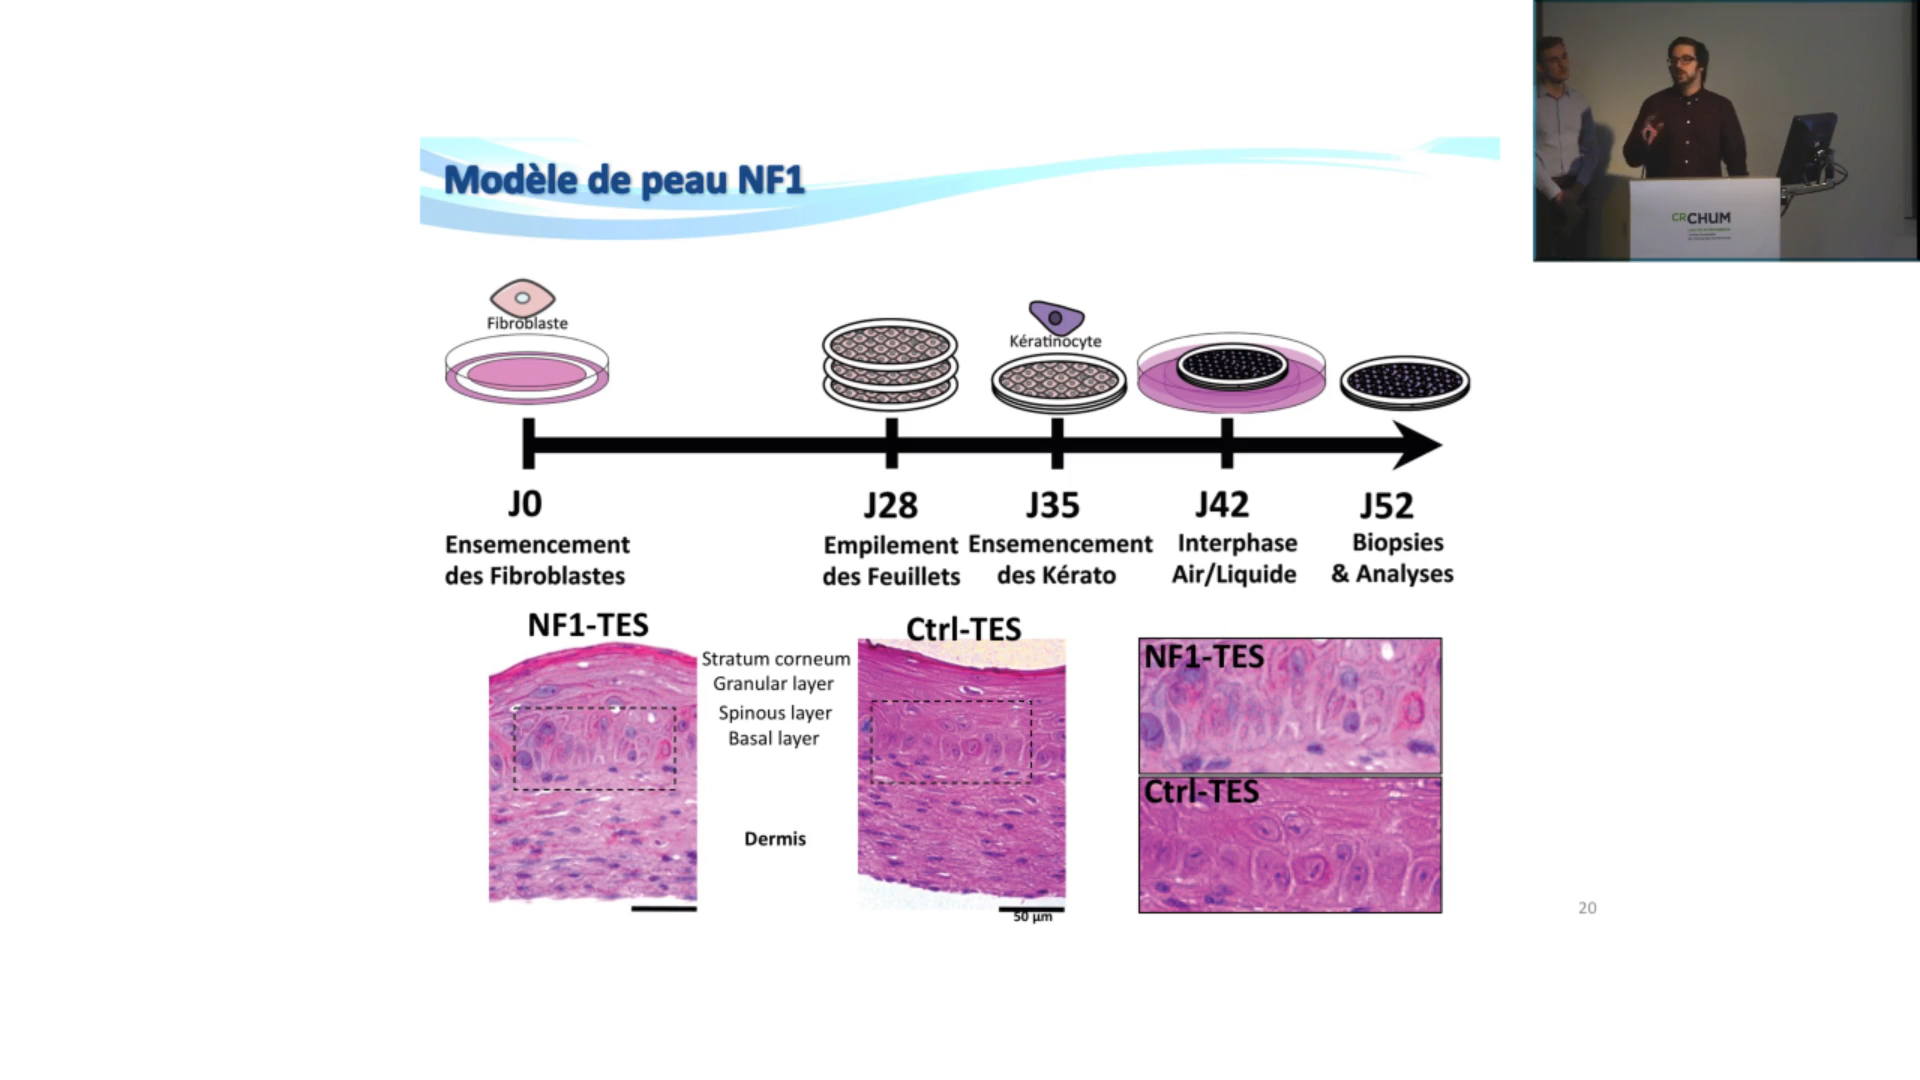 Modèle de peau NF1
CRCHUM
Fibroblaste
Kératinocyte
J0
J28
J35
J42
J52
Ensemencement
des Fibroblastes
Empilement
des Feuillets
Ensemencement
des Kérato
Interphase
Air/Liquide
Biopsies
& Analyses
NF1-TES
Stratum corneum
Granular layer
Spinous layer
Basal layer
Dermis
Ctrl-TES
50 µm
NF1-TES
Ctrl-TES
20